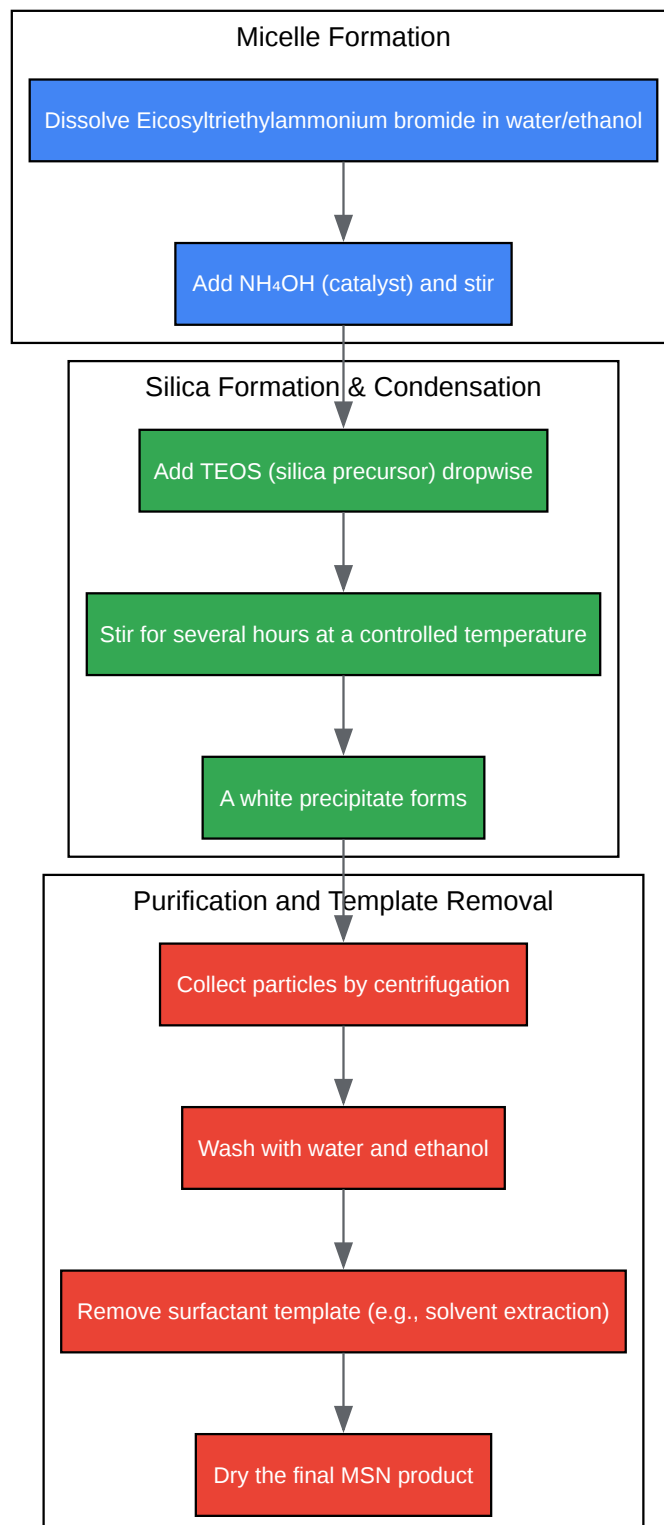 Micelle Formation
Dissolve Eicosyltriethylammonium bromide in water/ethanol
Add NH₄OH (catalyst) and stir
Silica Formation & Condensation
Add TEOS (silica precursor) dropwise
Stir for several hours at a controlled temperature
A white precipitate forms
Purification and Template Removal
Collect particles by centrifugation
Wash with water and ethanol
Remove surfactant template (e.g., solvent extraction)
Dry the final MSN product